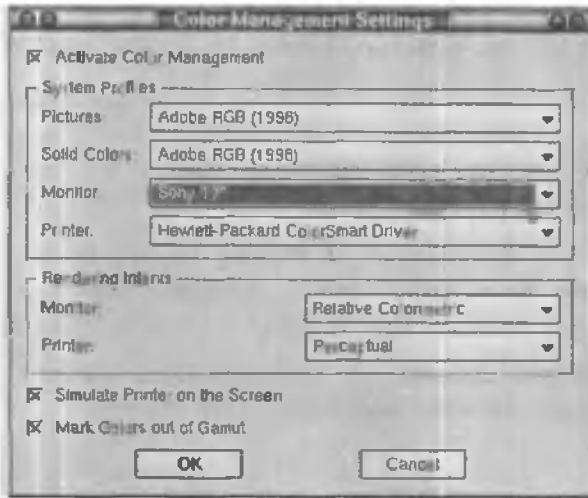 Color Management Settings
Activate Color Management
System Profiles
Pictures Adobe RGB (1998)
Solid Colors: Adobe RGB (1998)
Monitor Sony 17"
Printer: Hewlett-Packard ColorSmart Driver
Rendering Intents
Monitor: Relative Colorimetric
Printer: Perceptual
Simulate Printer on the Screen
Mark Colors out of Gamut
OK Cancel